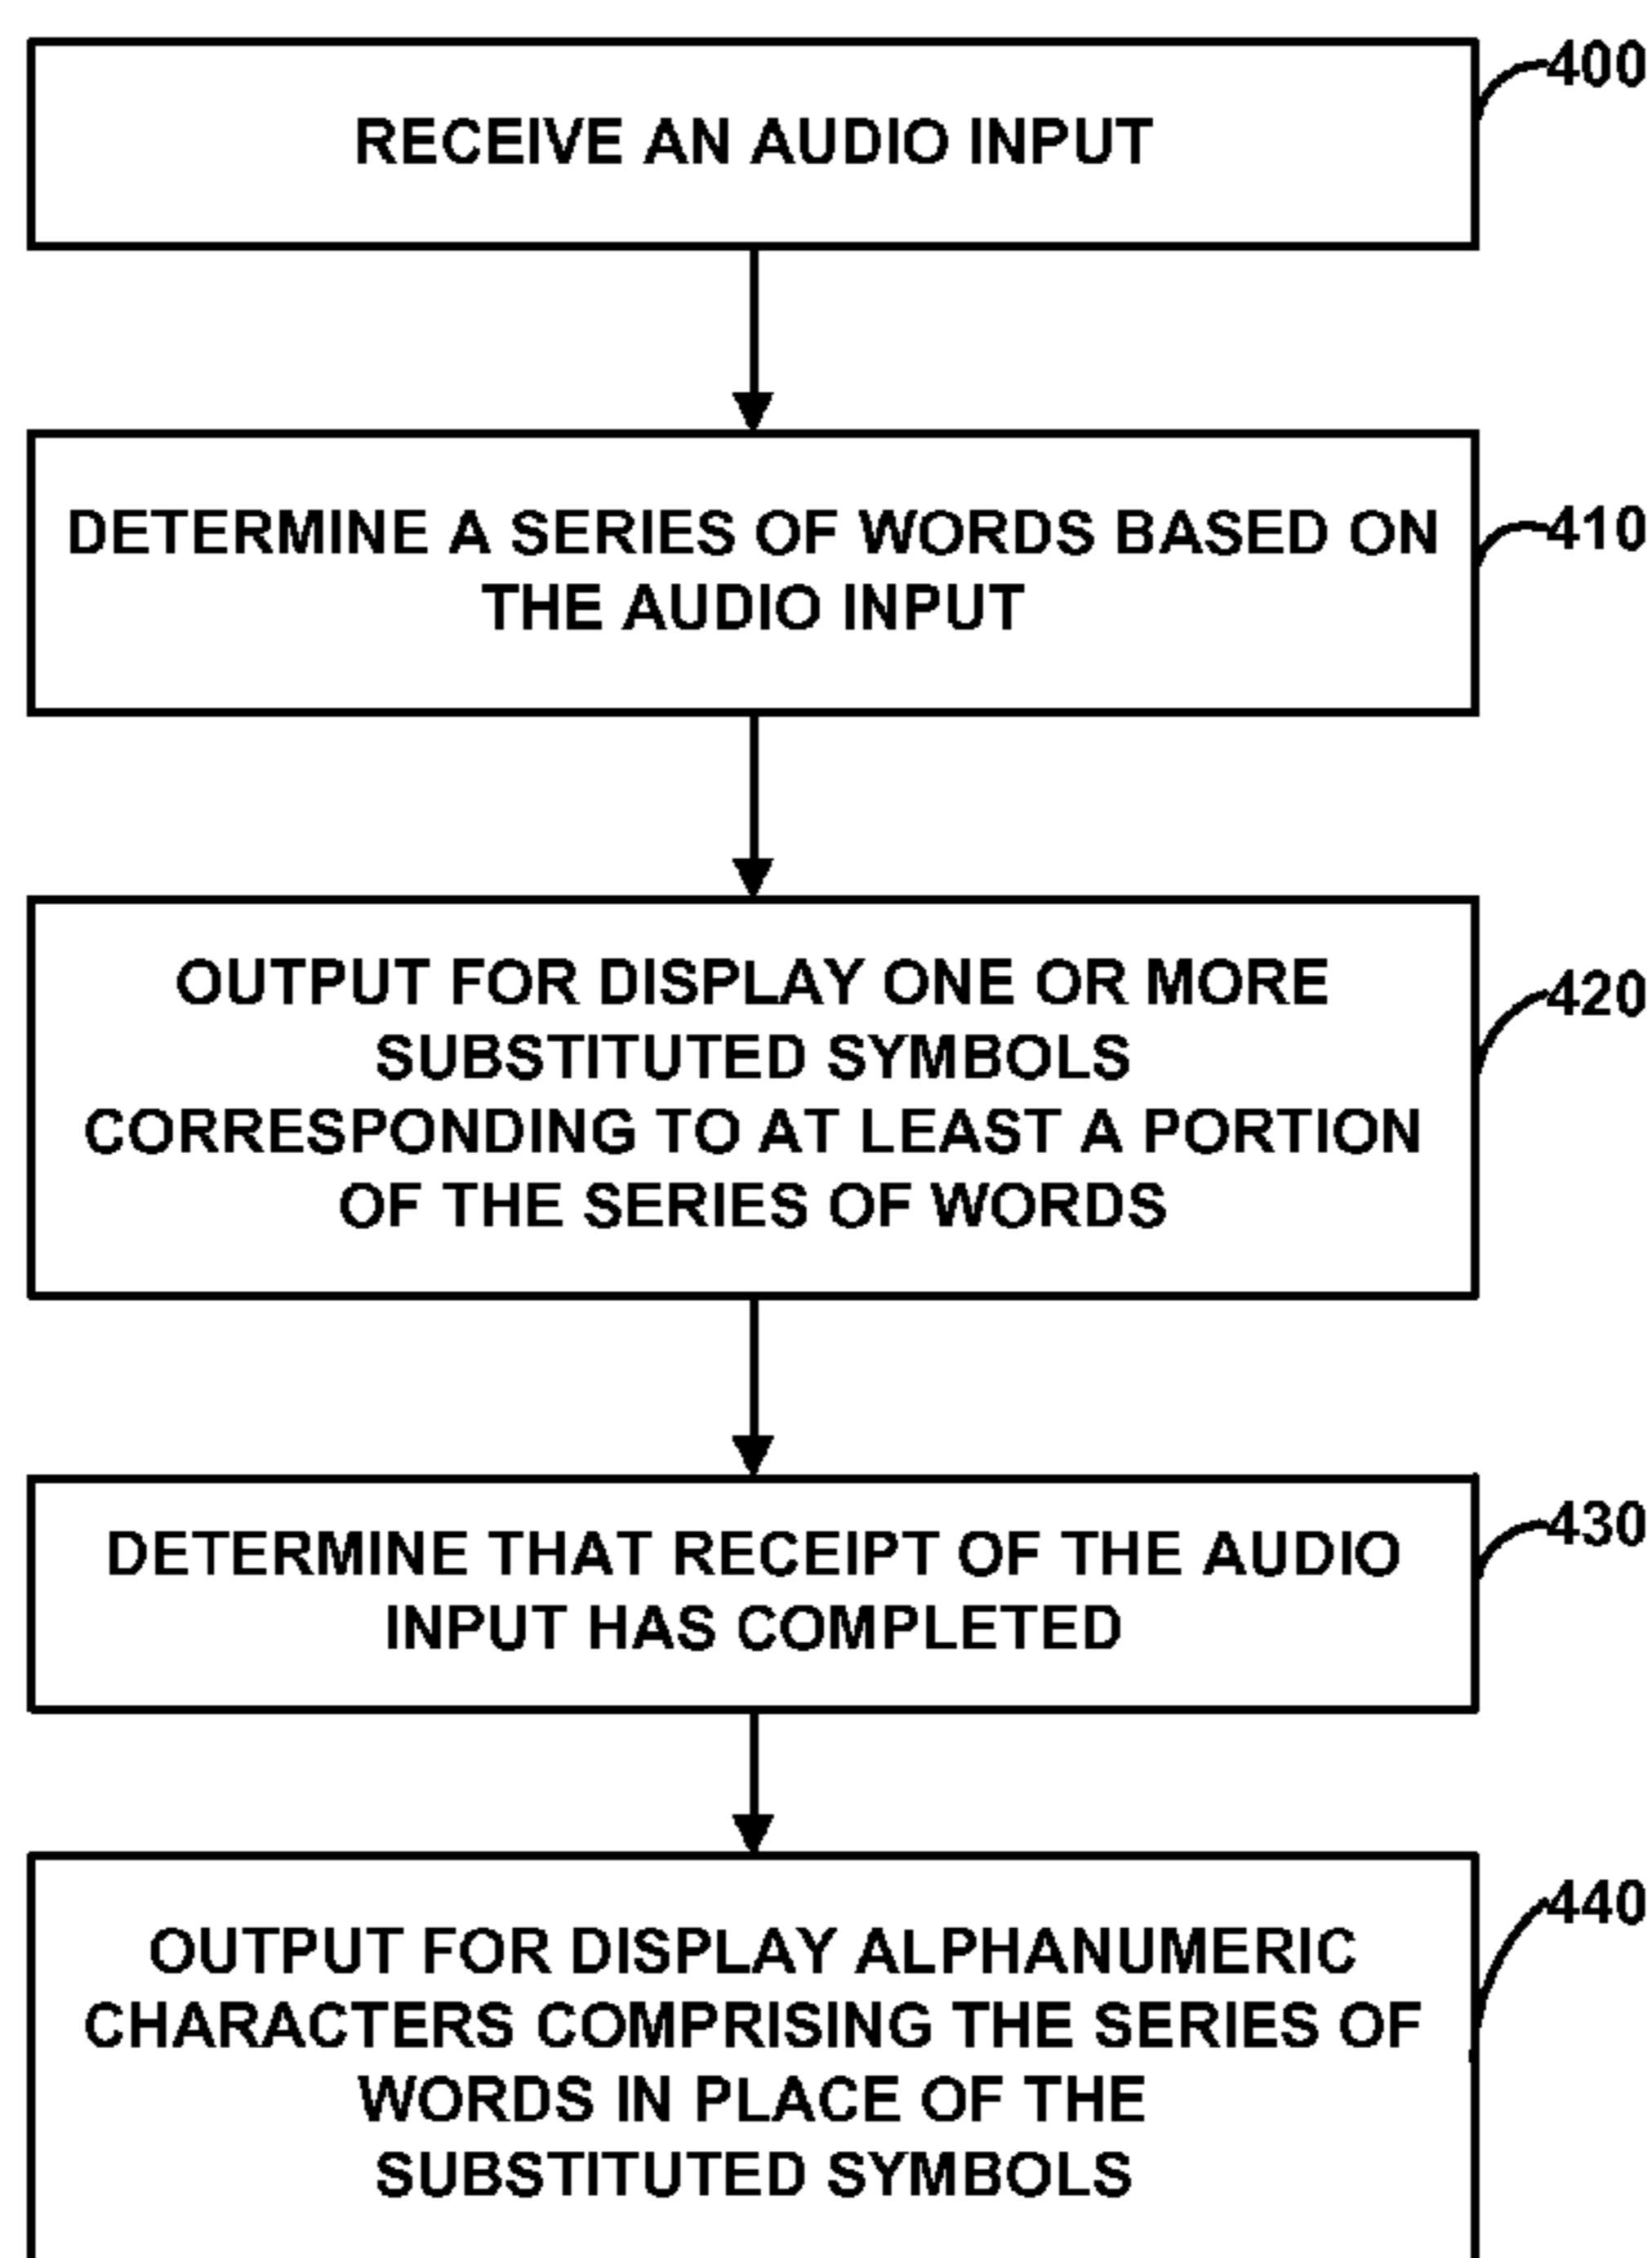 400
RECEIVE AN AUDIO INPUT
410
DETERMINE A SERIES OF WORDS BASED ON
THE AUDIO INPUT
420
OUTPUT FOR DISPLAY ONE OR MORE
SUBSTITUTED SYMBOLS
CORRESPONDING TO AT LEAST A PORTION
OF THE SERIES OF WORDS
430
DETERMINE THAT RECEIPT OF THE AUDIO
INPUT HAS COMPLETED
440
OUTPUT FOR DISPLAY ALPHANUMERIC
CHARACTERS COMPRISING THE SERIES OF
WORDS IN PLACE OF THE
SUBSTITUTED SYMBOLS